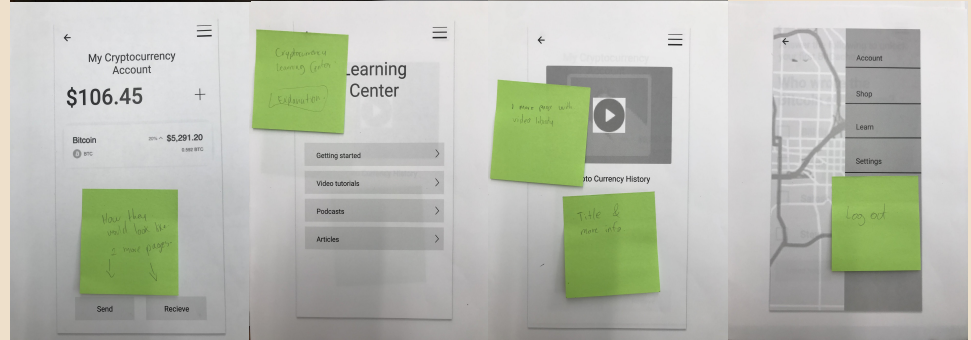 My Cryptocurrency
Account
$106.45
Bitcoin
$5,291.20
BTC
How they
would look like
2 more pages
Send
Recieve
Cryptocurrency
Learning Center
Explanation
Learning
Center
Getting started
Video tutorials
Podcasts
Articles
1 more page with
video
to Currency History
Title &
more info
Account
Shop
Learn
Settings
Log out